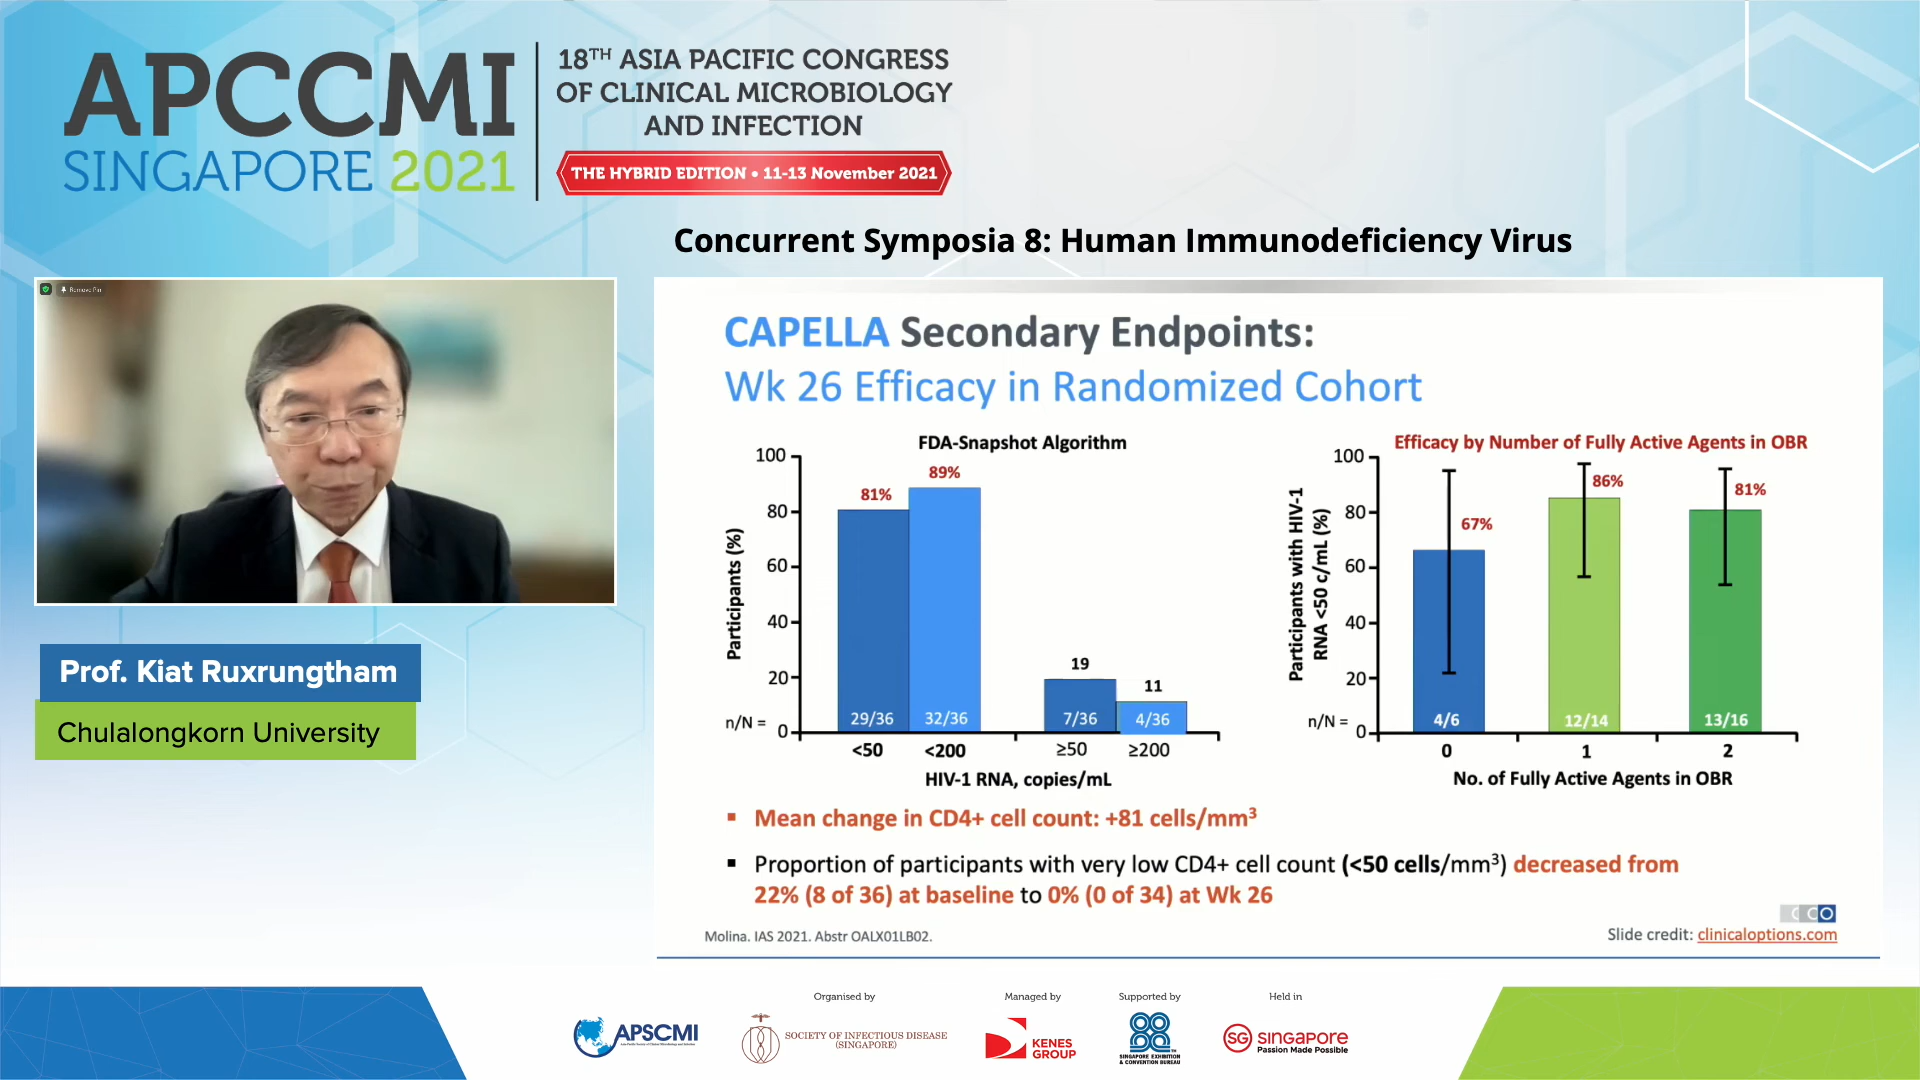 APCCMI
SINGAPORE 2021
18TH ASIA PACIFIC CONGRESS
OF CLINICAL MICROBIOLOGY
AND INFECTION
THE HYBRID EDITION • 11-13 November 2021
Concurrent Symposia 8: Human Immunodeficiency Virus
Remove Pin
Prof. Kiat Ruxrungtham
Chulalongkorn University
CAPELLA Secondary Endpoints:
Wk 26 Efficacy in Randomized Cohort
FDA-Snapshot Algorithm
Participants (%)
100
80
60
40
20
0
81%
89%
19
11
n/N =
29/36
32/36
7/36
4/36
<50
<200
≥50
≥200
HIV-1 RNA, copies/mL
Efficacy by Number of Fully Active Agents in OBR
Participants with HIV-1
RNA <50 c/mL (%)
100
80
60
40
20
0
67%
86%
81%
n/N =
4/6
12/14
13/16
0
1
2
No. of Fully Active Agents in OBR
▪ Mean change in CD4+ cell count: +81 cells/mm³
▪ Proportion of participants with very low CD4+ cell count (<50 cells/mm³) decreased from
22% (8 of 36) at baseline to 0% (0 of 34) at Wk 26
Molina. IAS 2021. Abstr OALX01LB02.
CCO
Slide credit: clinicaloptions.com
Organised by
Managed by
Supported by
Held in
APSCMI
SOCIETY OF INFECTIOUS DISEASE
(SINGAPORE)
KENES
GROUP
SINGAPORE EXHIBITION
& CONVENTION BUREAU
SG
SINGAPORE
Passion Made Possible